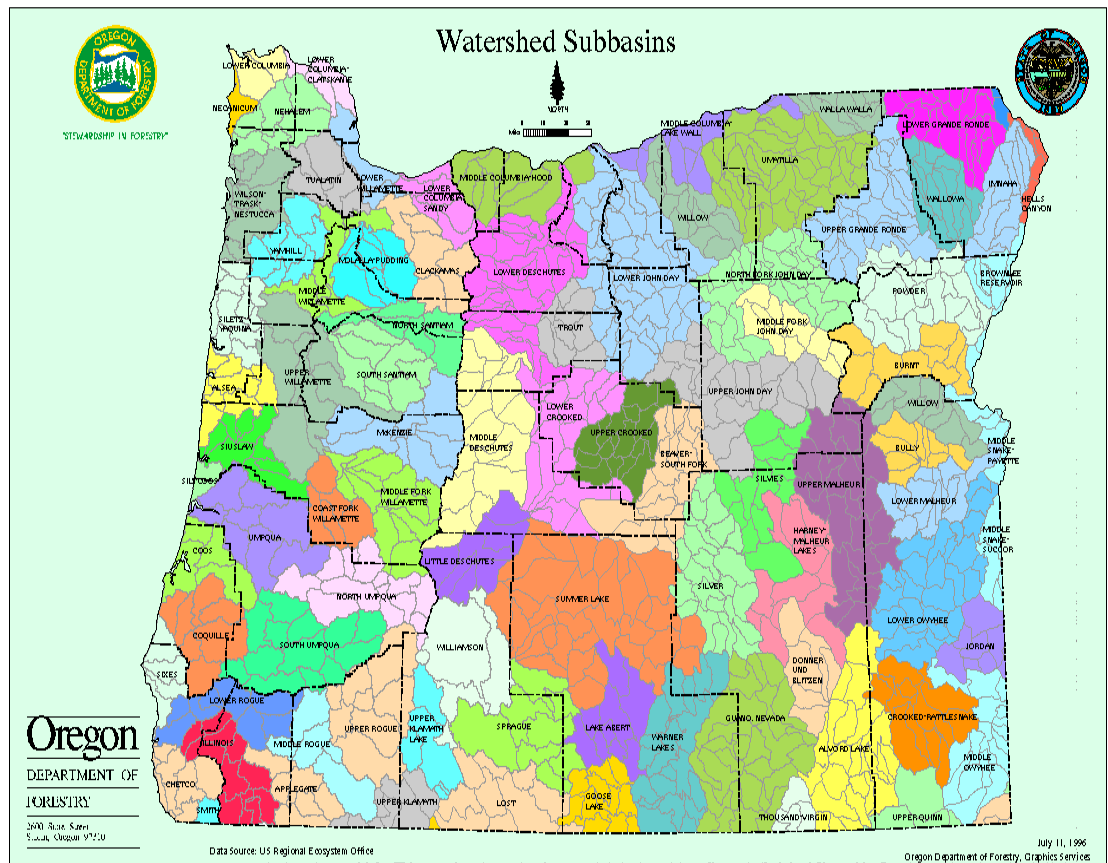 Watershed Subbasins
OREGON
DEPARTMENT OF FORESTRY
"STEWARDSHIP IN FORESTRY"
NORTH
LOWER COLUMBIA
LOWER
COLUMBIA-
CLATSKANIE
NECANICUM
NEHALEM
WALLA WALLA
MIDDLE COLUMBIA-
LAKE WALL
LOWER GRANDE RONDE
UMATILLA
TUALATIN
LOWER
WILLAMETTE
LOWER
COLUMBIA-
SANDY
MIDDLE COLUMBIA-HOOD
WILSON-
TRASK-
NESTUCCA
WILLOW
WALLOWA
IMNAHA
HELLS
CANYON
UPPER GRANDE RONDE
YAMHILL
MOLALLA-PUDDING
CLACKAMAS
LOWER DESCHUTES
LOWER JOHN DAY
NORTH FORK JOHN DAY
BROWNLEE
RESERVOIR
POWDER
MIDDLE
WILLAMETTE
NORTH SANTIAM
SILETZ-
YAQUINA
TROUT
MIDDLE FORK
JOHN DAY
UPPER
WILLAMETTE
SOUTH SANTIAM
BURNT
ALSEA
UPPER JOHN DAY
WILLOW
LOWER
CROOKED
SIUSLAW
McKENZIE
MIDDLE
DESCHUTES
UPPER CROOKED
BEAVER-
SOUTH FORK
BULLY
MIDDLE
SNAKE-
PAYETTE
SILTCOOS
SILVIES
UPPER MALHEUR
LOWER MALHEUR
COAST FORK
WILLAMETTE
MIDDLE FORK
WILLAMETTE
UMPQUA
HARNEY-
MALHEUR
LAKES
MIDDLE
SNAKE-
SUCCOR
COOS
LITTLE DESCHUTES
NORTH UMPQUA
SUMMER LAKE
SILVER
LOWER OWYHEE
COQUILLE
SOUTH UMPQUA
WILLIAMSON
JORDAN
SIXES
DONNER
UND
BLITZEN
LOWER ROGUE
UPPER ROGUE
UPPER
KLAMATH
LAKE
SPRAGUE
LAKE ABERT
WARNER
LAKES
GUANO, NEVADA
CROOKED-RATTLESNAKE
ILLINOIS
MIDDLE ROGUE
ALVORD LAKE
MIDDLE
OWYHEE
CHETCO
APPLEGATE
SMITH
UPPER KLAMATH
LOST
GOOSE
LAKE
THOUSAND-VIRGIN
UPPER QUINN
Oregon
DEPARTMENT OF
FORESTRY
2600 State Street
Salem, Oregon 97310
Data Source: US Regional Ecosystem Office
July 11, 1996
Oregon Department of Forestry, Graphics Services